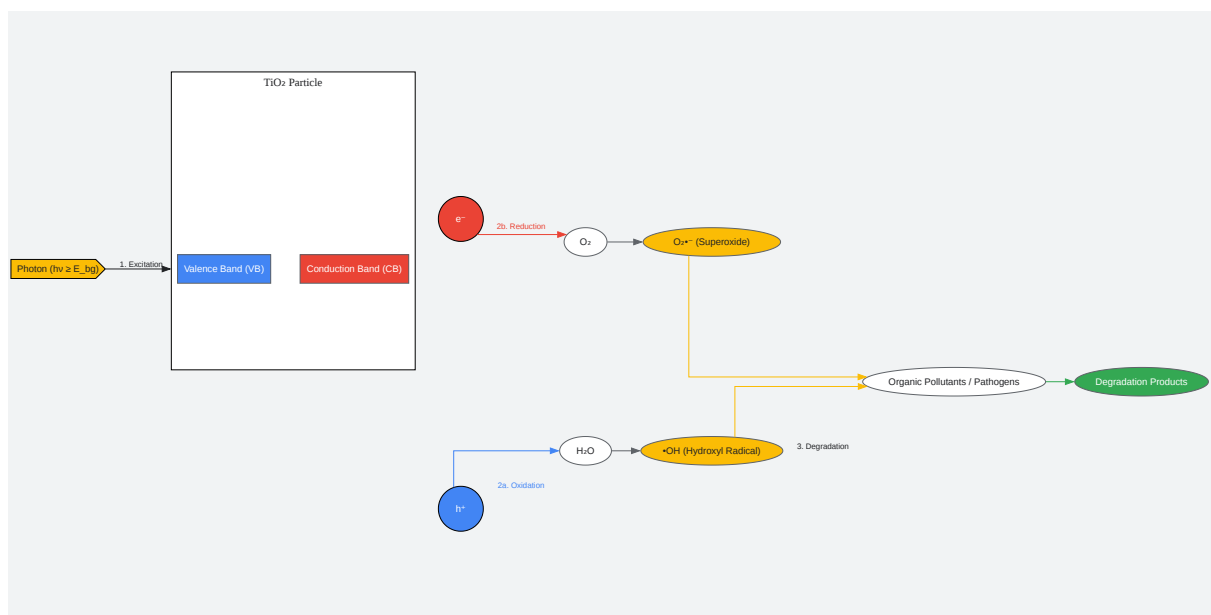 TiO₂ Particle
e⁻
2b. Reduction
O₂
O₂•⁻ (Superoxide)
Photon (hν ≥ E_bg)
1. Excitation
Valence Band (VB)
Conduction Band (CB)
Organic Pollutants / Pathogens
Degradation Products
H₂O
•OH (Hydroxyl Radical)
3. Degradation
2a. Oxidation
h⁺